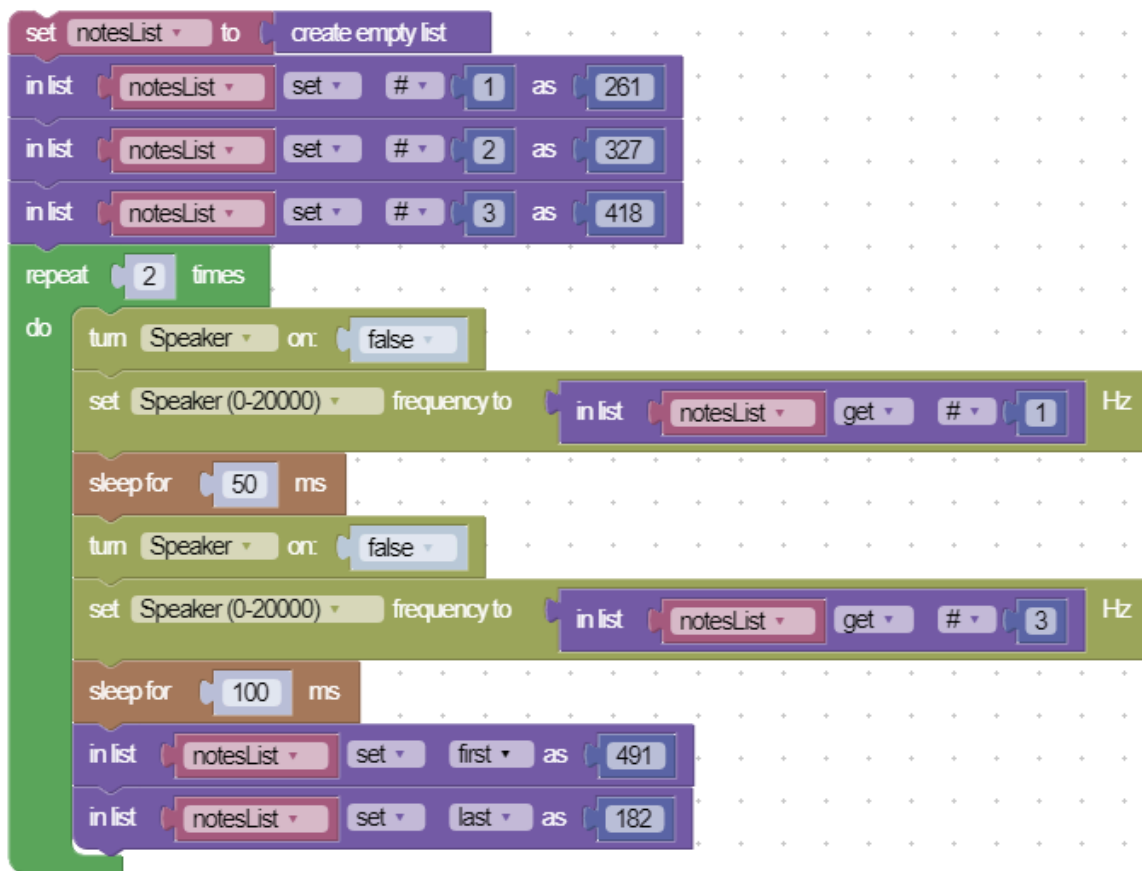 set notesList to create empty list
in list notesList set # 1 as 261
in list notesList set # 2 as 327
in list notesList set # 3 as 418
repeat 2 times
do turn Speaker on: false
set Speaker (0-20000) frequency to in list notesList get # 1 Hz
sleep for 50 ms
turn Speaker on: false
set Speaker (0-20000) frequency to in list notesList get # 3 Hz
sleep for 100 ms
in list notesList set first as 491
in list notesList set last as 182